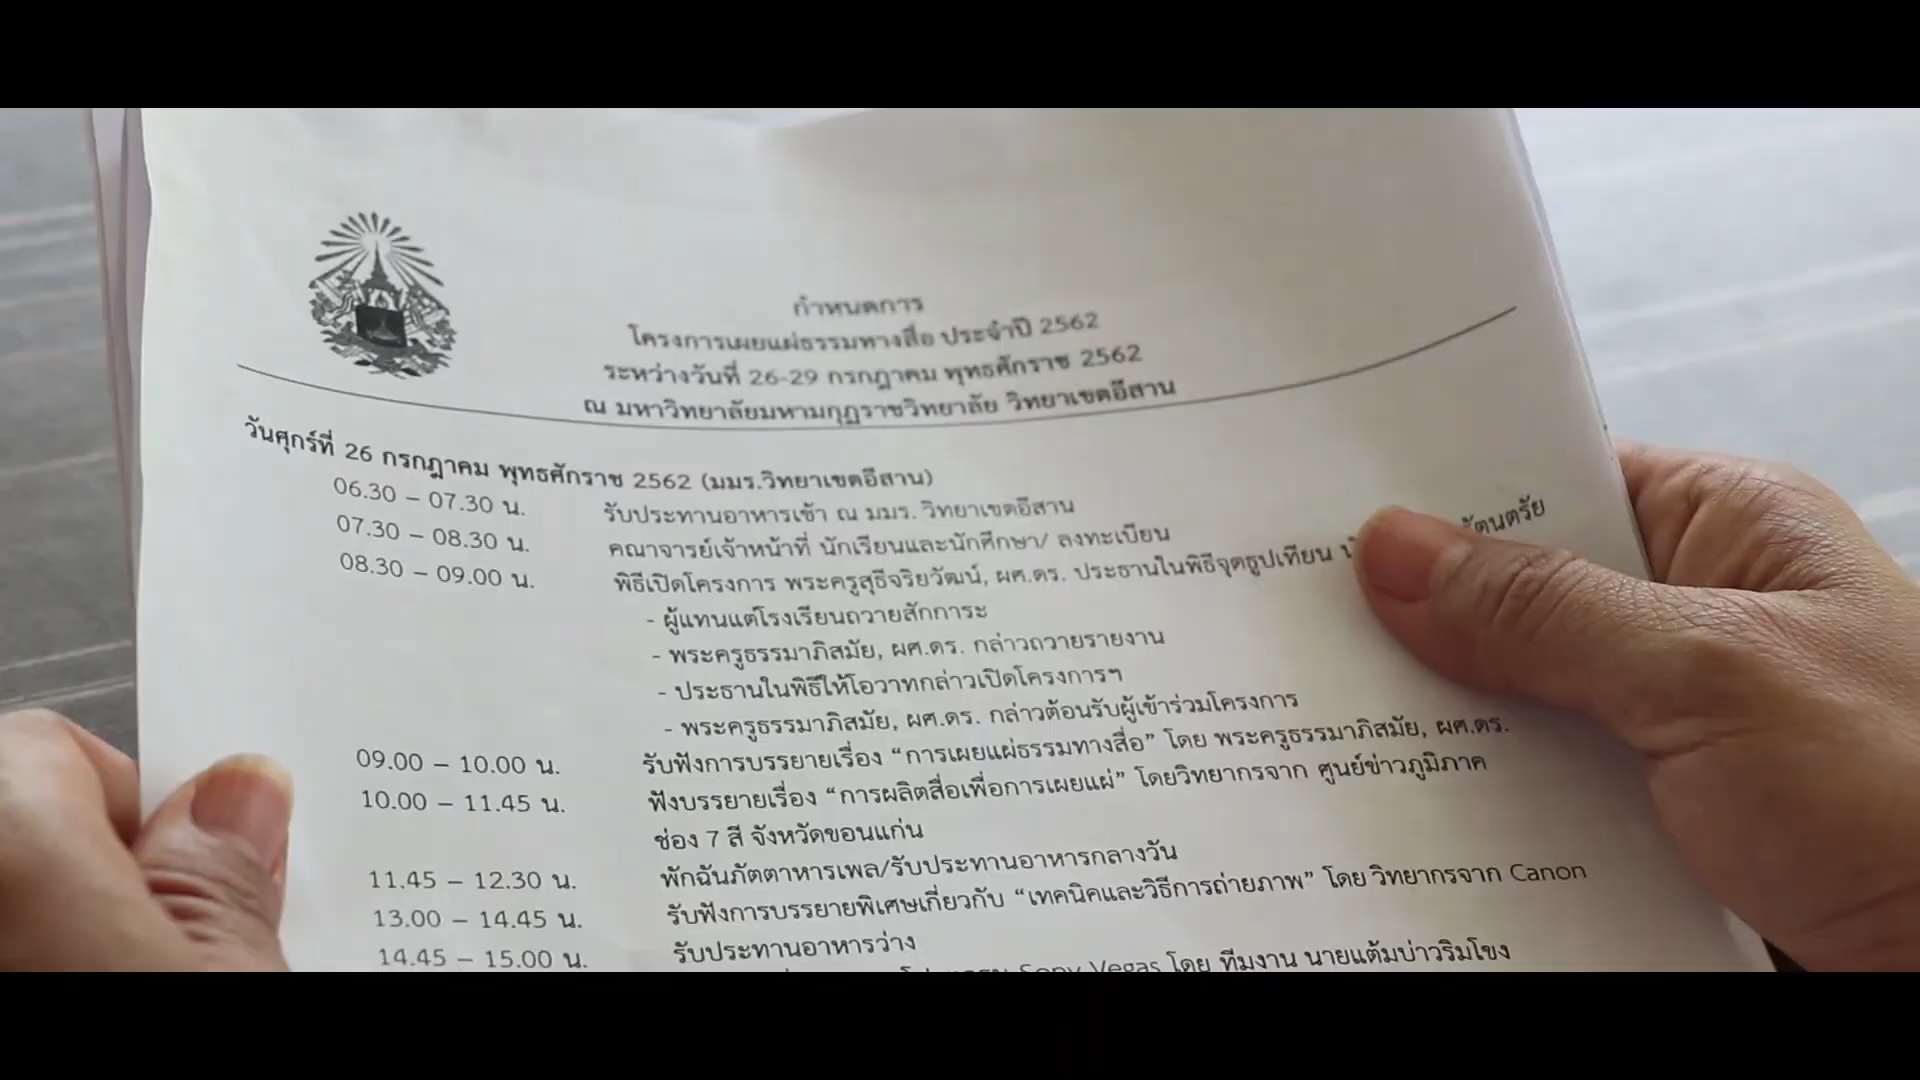 กำหนดการ
โครงการเผยแผ่ธรรมทางสื่อ ประจำปี 2562
ระหว่างวันที่ 26-29 กรกฎาคม พุทธศักราช 2562
ณ มหาวิทยาลัยมหามกุฏราชวิทยาลัย วิทยาเขตอีสาน
วันศุกร์ที่ 26 กรกฎาคม พุทธศักราช 2562 (มมร.วิทยาเขตอีสาน)
06.30 – 07.30 น. รับประทานอาหารเช้า ณ มมร. วิทยาเขตอีสาน
07.30 – 08.30 น. คณาจารย์เจ้าหน้าที่ นักเรียนและนักศึกษา/ ลงทะเบียน
08.30 – 09.00 น. พิธีเปิดโครงการ พระครูสุธีจริยวัฒน์, ผศ.ดร. ประธานในพิธีจุดธูปเทียน
- ผู้แทนแต่โรงเรียนถวายสักการะ
- พระครูธรรมาภิสมัย, ผศ.ดร. กล่าวถวายรายงาน
- ประธานในพิธีให้โอวาทกล่าวเปิดโครงการฯ
- พระครูธรรมาภิสมัย, ผศ.ดร. กล่าวต้อนรับผู้เข้าร่วมโครงการ
09.00 – 10.00 น. รับฟังการบรรยายเรื่อง “การเผยแผ่ธรรมทางสื่อ” โดย พระครูธรรมาภิสมัย, ผศ.ดร.
10.00 – 11.45 น. ฟังบรรยายเรื่อง “การผลิตสื่อเพื่อการเผยแผ่” โดยวิทยากรจาก ศูนย์ข่าวภูมิภาค
ช่อง 7 สี จังหวัดขอนแก่น
11.45 – 12.30 น. พักฉันภัตตาหารเพล/รับประทานอาหารกลางวัน
13.00 – 14.45 น. รับฟังการบรรยายพิเศษเกี่ยวกับ “เทคนิคและวิธีการถ่ายภาพ” โดย วิทยากรจาก Canon
14.45 – 15.00 น. รับประทานอาหารว่าง
Sony Vegas โดย ทีมงาน นายแต้มบ่าวริมโขง